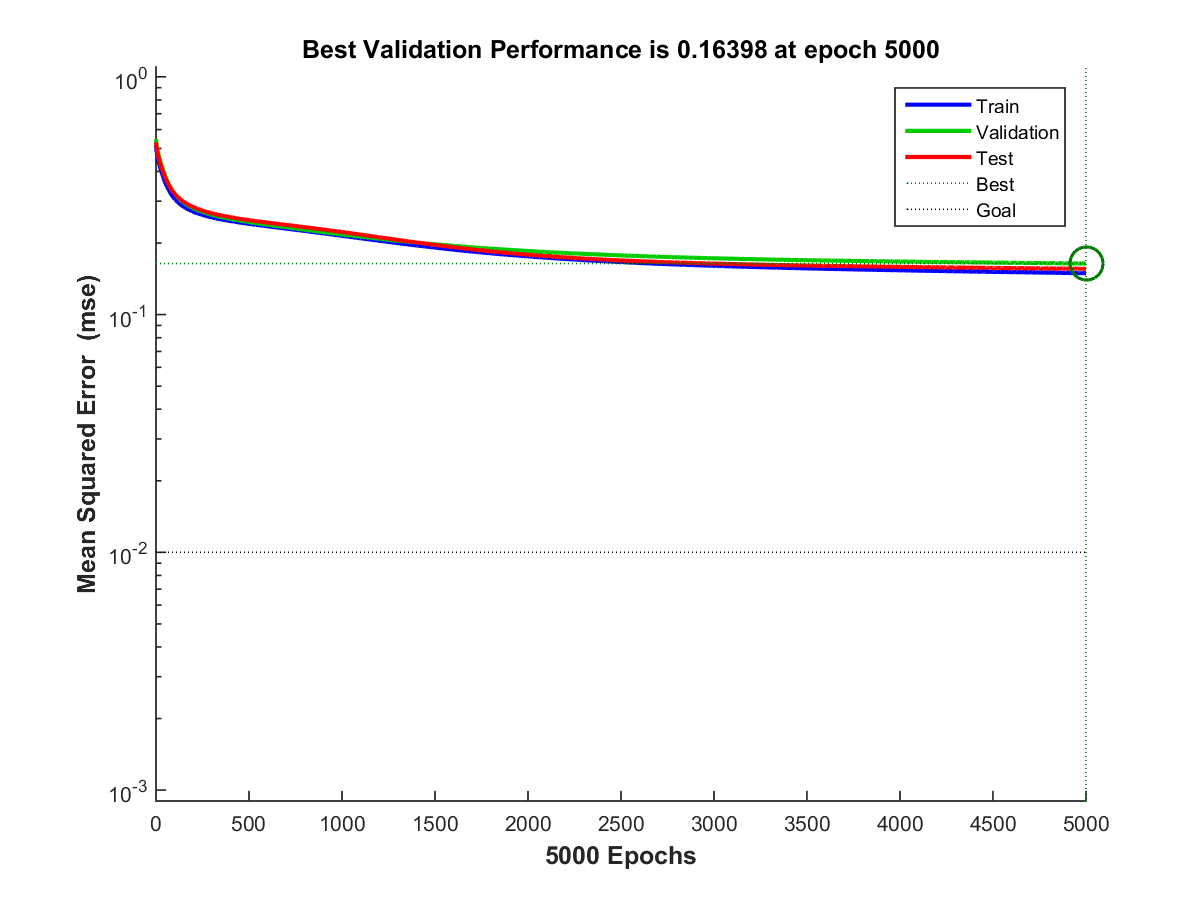 Best Validation Performance is 0.16398 at epoch 5000
Train
Validation
Test
Best
Goal
Mean Squared Error (mse)
10^0
10^-1
10^-2
10^-3
0 500 1000 1500 2000 2500 3000 3500 4000 4500 5000
5000 Epochs